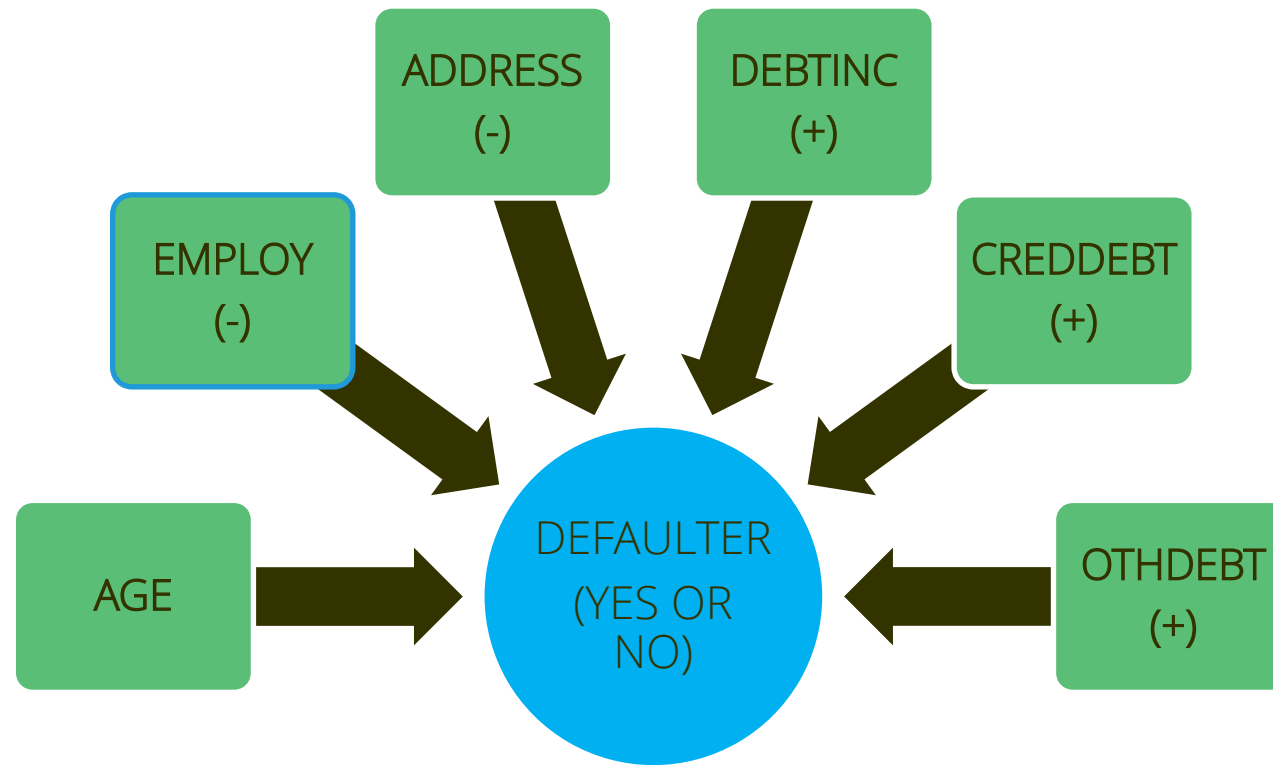 ADDRESS
(-)
DEBTINC
(+)
EMPLOY
(-)
CREDDEBT
(+)
AGE
DEFAULTER
(YES OR
NO)
OTHDEBT
(+)